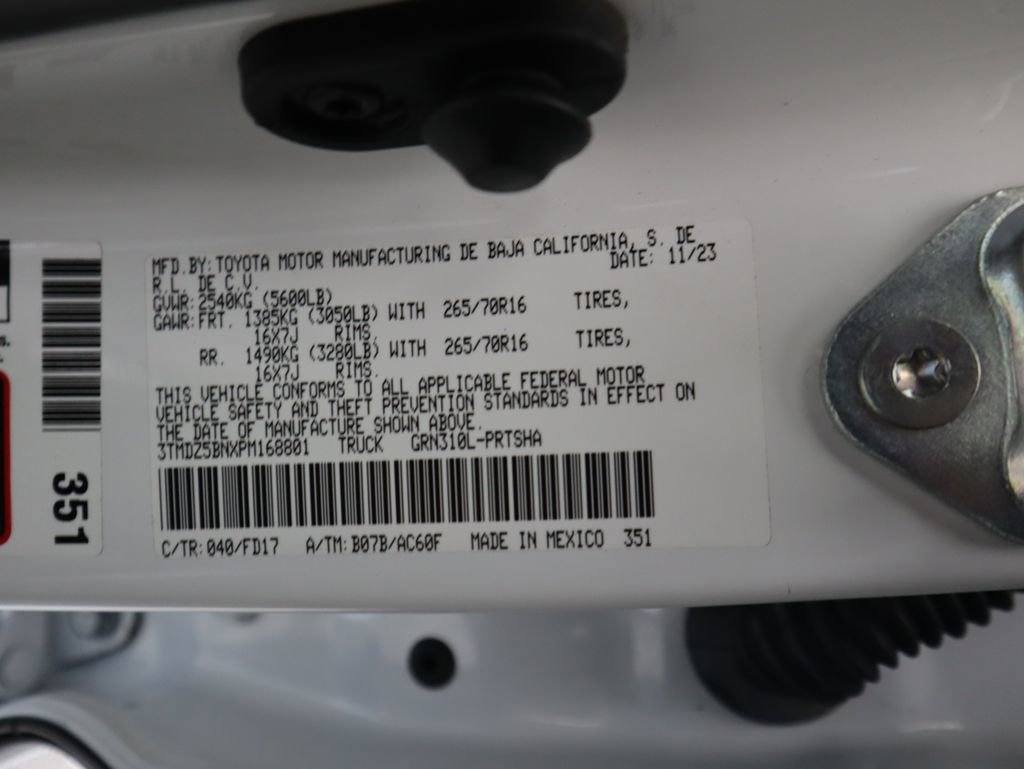 MFD.BY:TOYOTA MOTOR MANUFACTURING DE BAJA CALIFORNIA, S. DE
R.L. DE C.V. DATE: 11/23
GVWR: 2540KG (5600LB)
GAWR: FRT. 1385KG (3050LB) WITH 265/70R16 TIRES,
16X7J RIMS.
RR. 1490KG (3280LB) WITH 265/70R16 TIRES,
16X7J RIMS.
THIS VEHICLE CONFORMS TO ALL APPLICABLE FEDERAL MOTOR
VEHICLE SAFETY AND THEFT PREVENTION STANDARDS IN EFFECT ON
THE DATE OF MANUFACTURE SHOWN ABOVE.
3TMDZ5BNXPM168801 TRUCK GRN310L-PRTSHA
C/TR:040/FD17 A/TM:B07B/AC60F MADE IN MEXICO 351
351